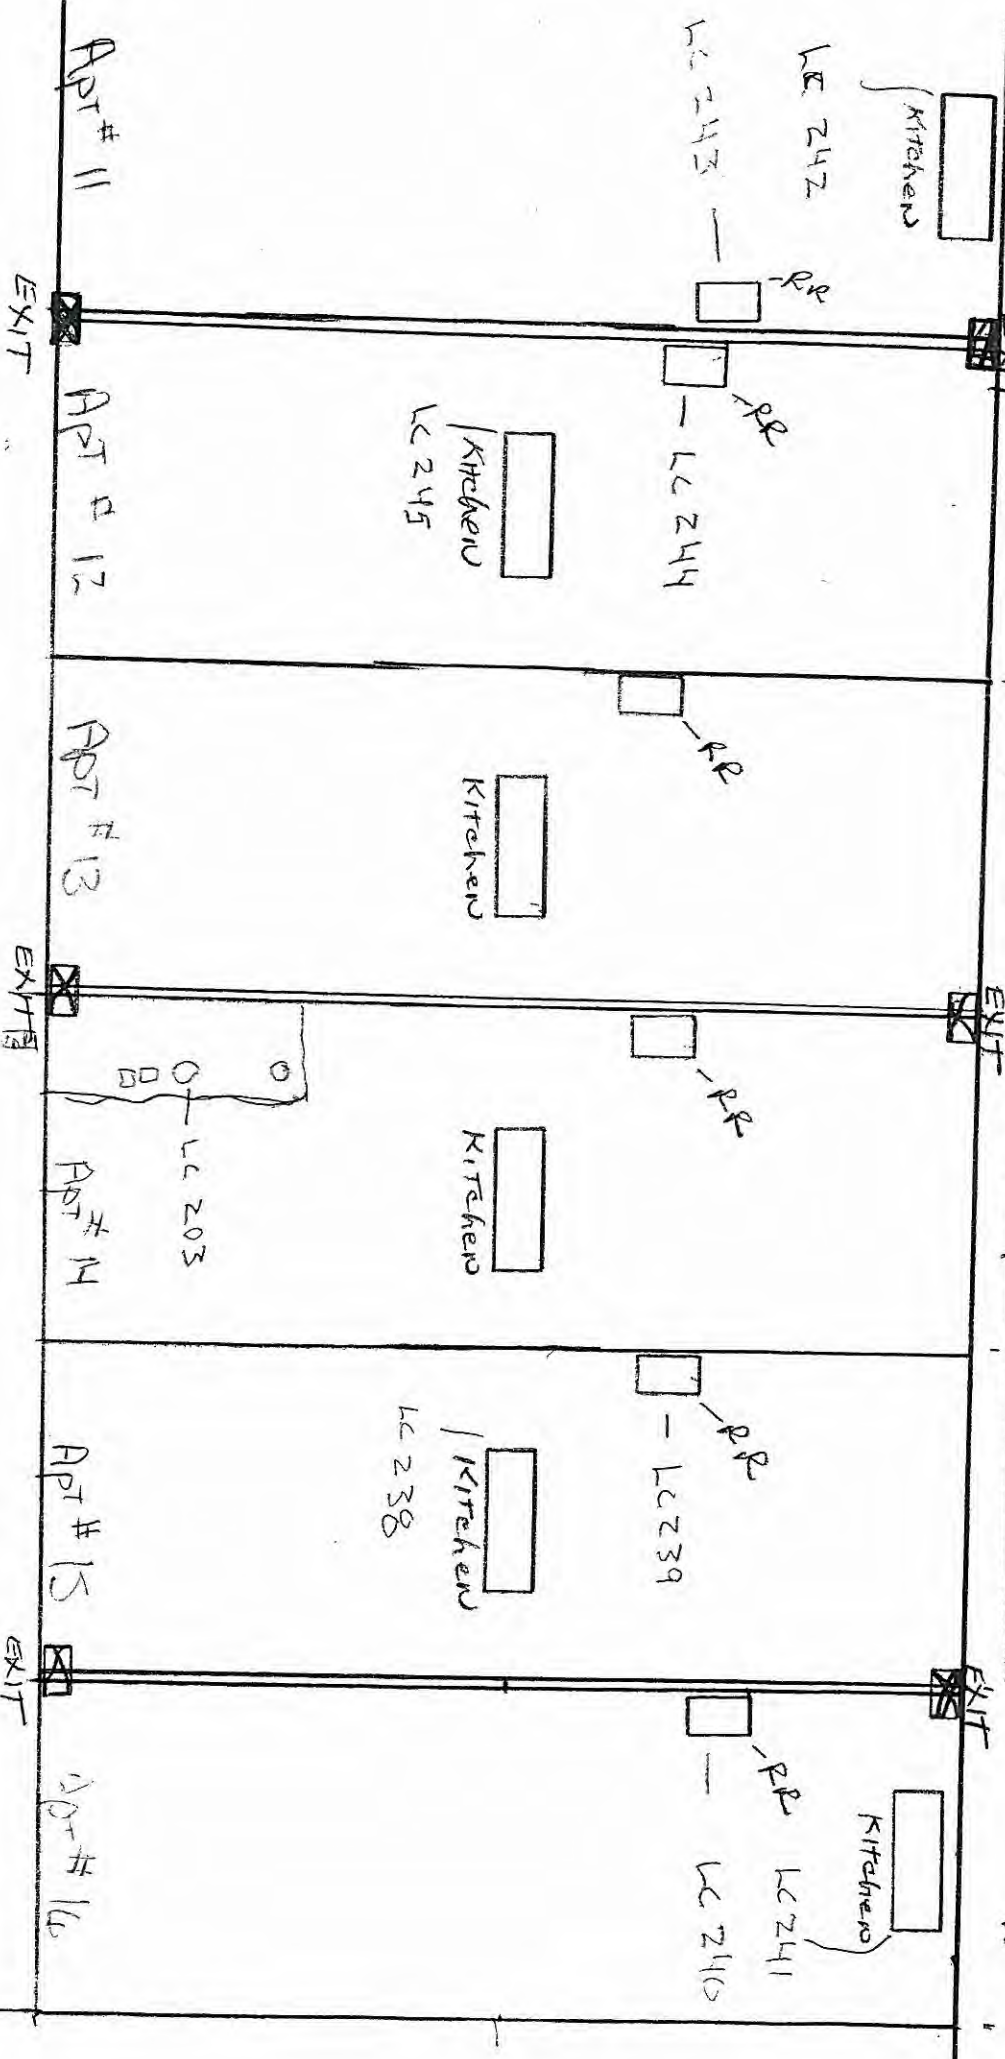 Kitchen
LC 242
LC 243
RR
Apt # 11
EXIT
RR
LC 244
Kitchen
LC 245
Apt # 12
RR
Kitchen
Apt # 13
EXIT
EXIT
RR
Kitchen
LC 203
Apt # 14
RR
LC 239
Kitchen
LC 238
Apt # 15
EXIT
EXIT
RR
Kitchen
LC 241
LC 240
Apt # 16